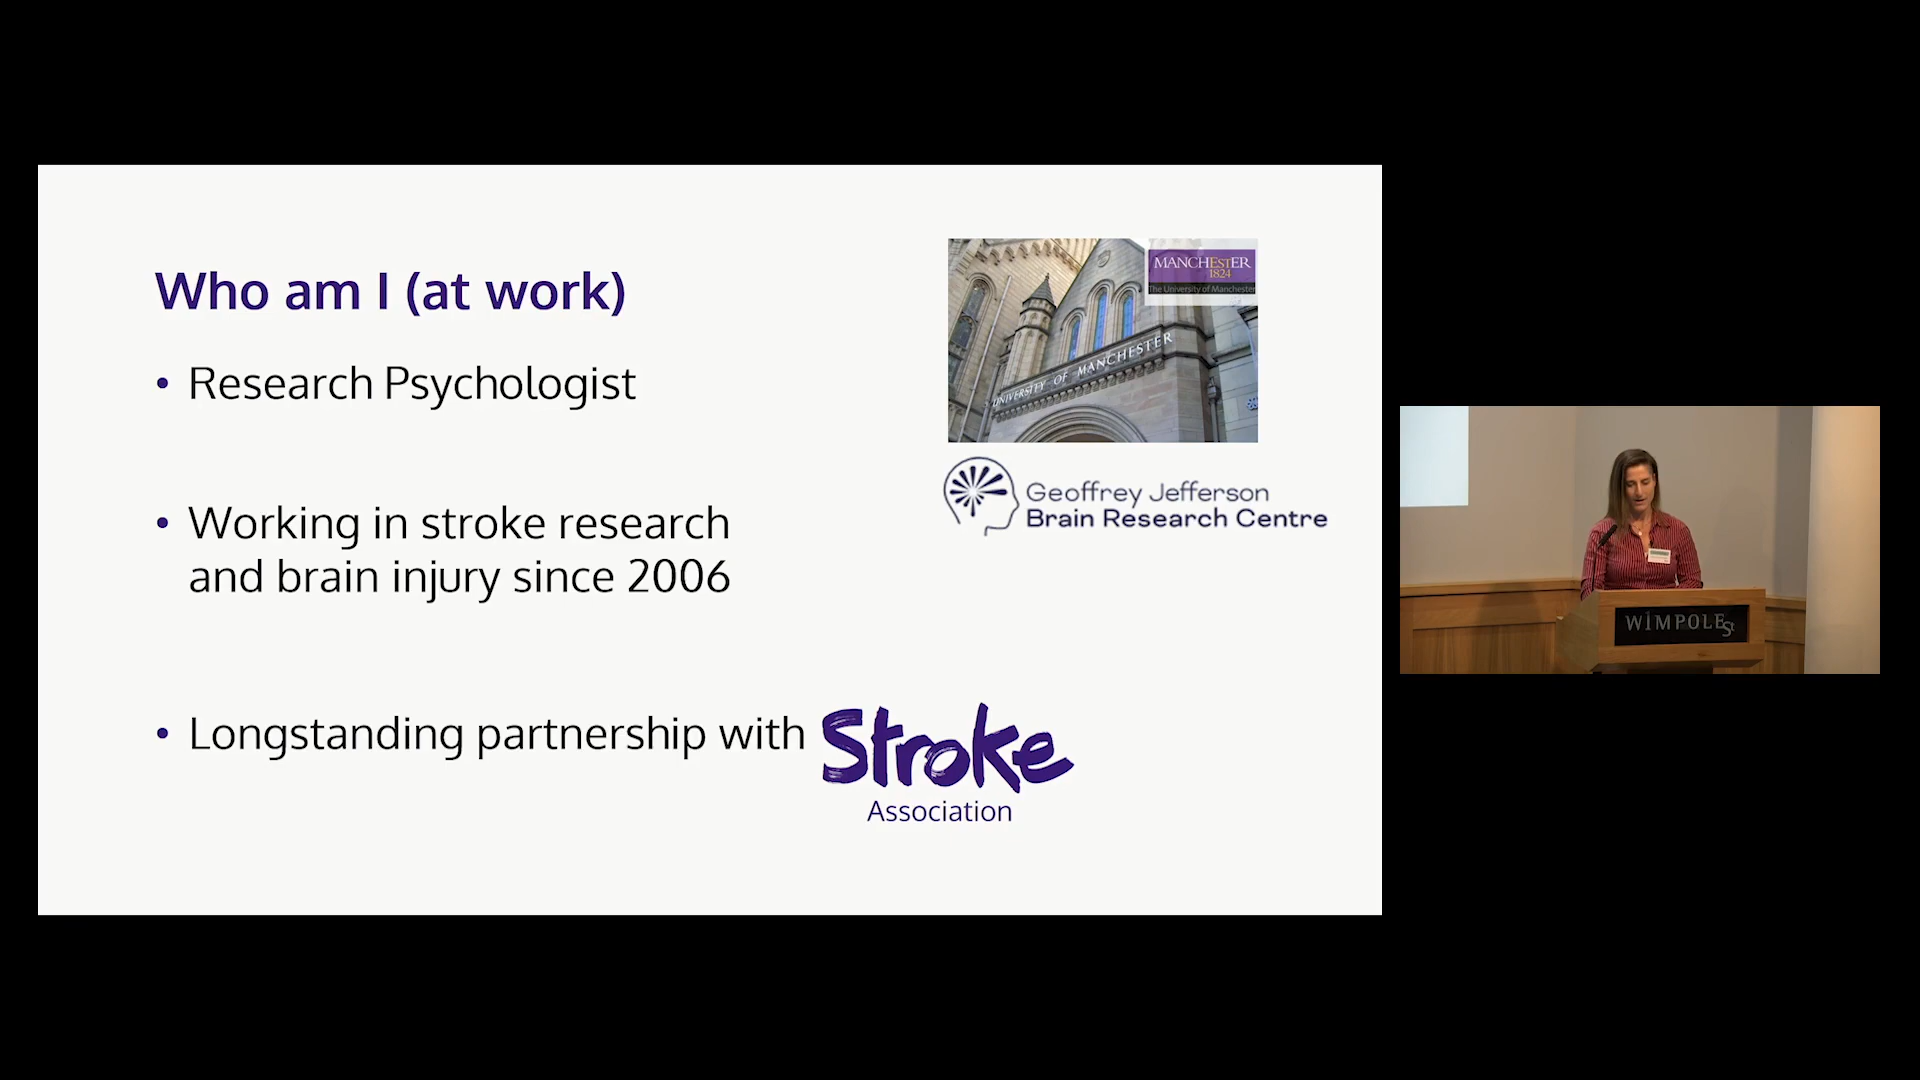 Who am I (at work)
• Research Psychologist
• Working in stroke research
and brain injury since 2006
• Longstanding partnership with
Stroke
Association
MANCHESTER
1824
The University of Manchester
UNIVERSITY OF MANCHESTER
Geoffrey Jefferson
Brain Research Centre
WIMPOLE St